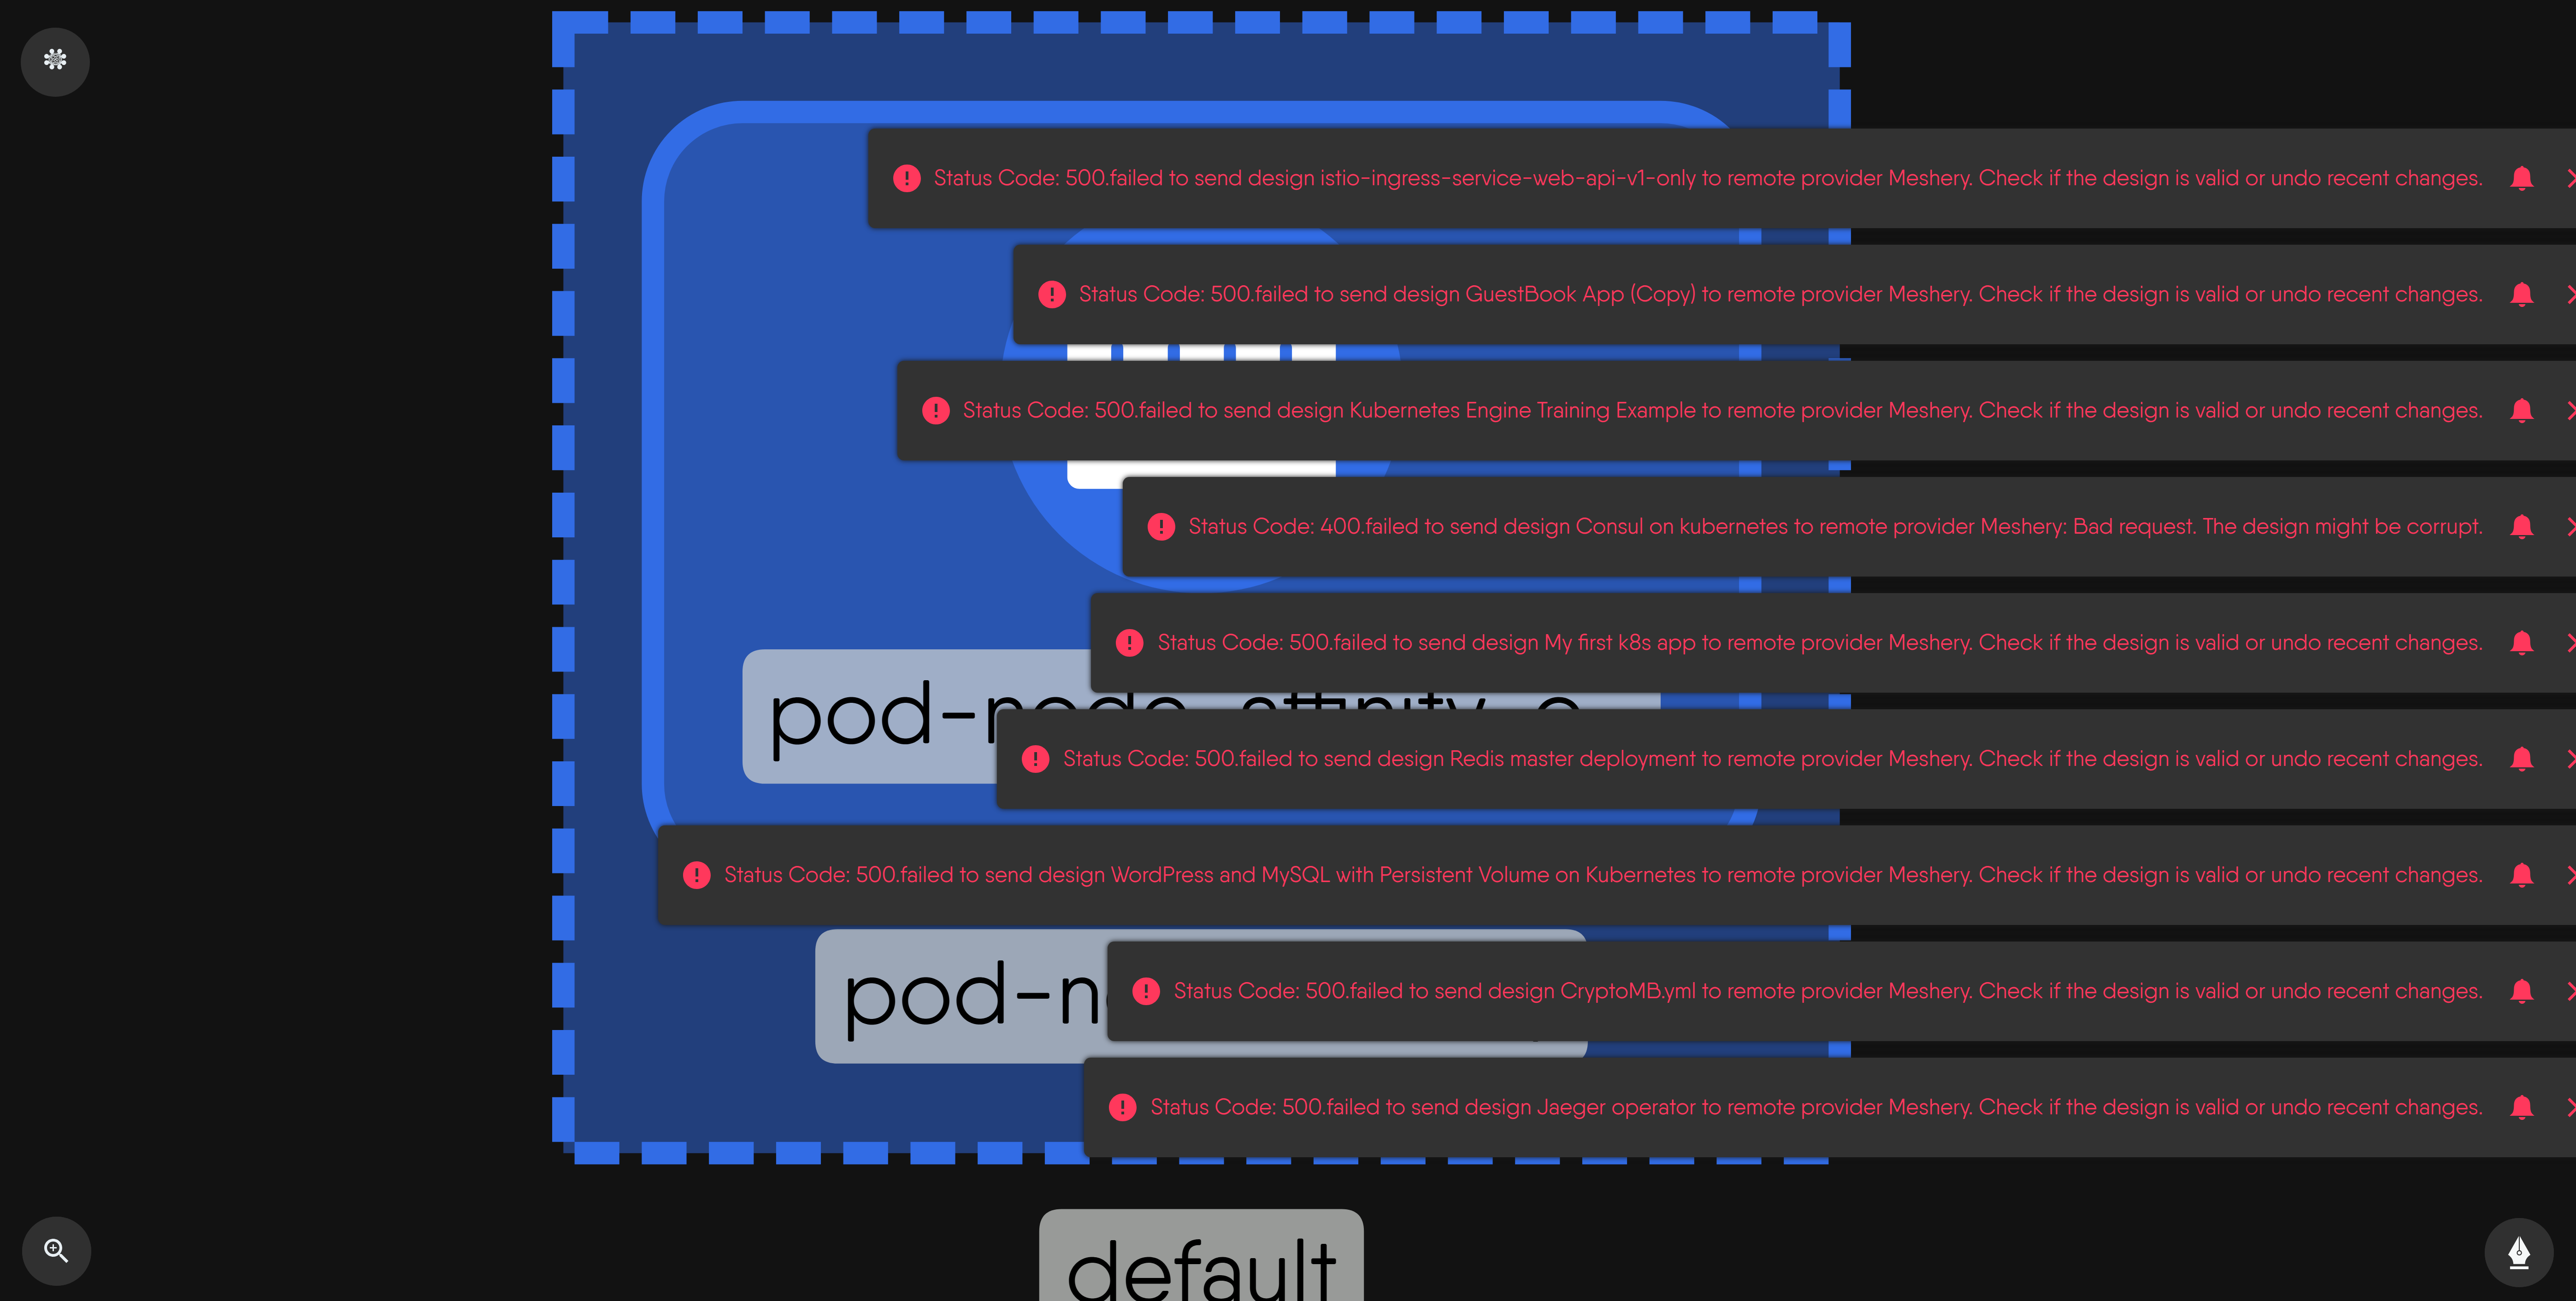 Status Code: 500.failed to send design istio-ingress-service-web-api-v1-only to remote provider Meshery. Check if the design is valid or undo recent changes.
Status Code: 500.failed to send design GuestBook App (Copy) to remote provider Meshery. Check if the design is valid or undo recent changes.
Status Code: 500.failed to send design Kubernetes Engine Training Example to remote provider Meshery. Check if the design is valid or undo recent changes.
Status Code: 400.failed to send design Consul on kubernetes to remote provider Meshery: Bad request. The design might be corrupt.
Status Code: 500.failed to send design My first k8s app to remote provider Meshery. Check if the design is valid or undo recent changes.
pod-node-affinity-
Status Code: 500.failed to send design Redis master deployment to remote provider Meshery. Check if the design is valid or undo recent changes.
Status Code: 500.failed to send design WordPress and MySQL with Persistent Volume on Kubernetes to remote provider Meshery. Check if the design is valid or undo recent changes.
pod-n
Status Code: 500.failed to send design CryptoMB.yml to remote provider Meshery. Check if the design is valid or undo recent changes.
Status Code: 500.failed to send design Jaeger operator to remote provider Meshery. Check if the design is valid or undo recent changes.
default